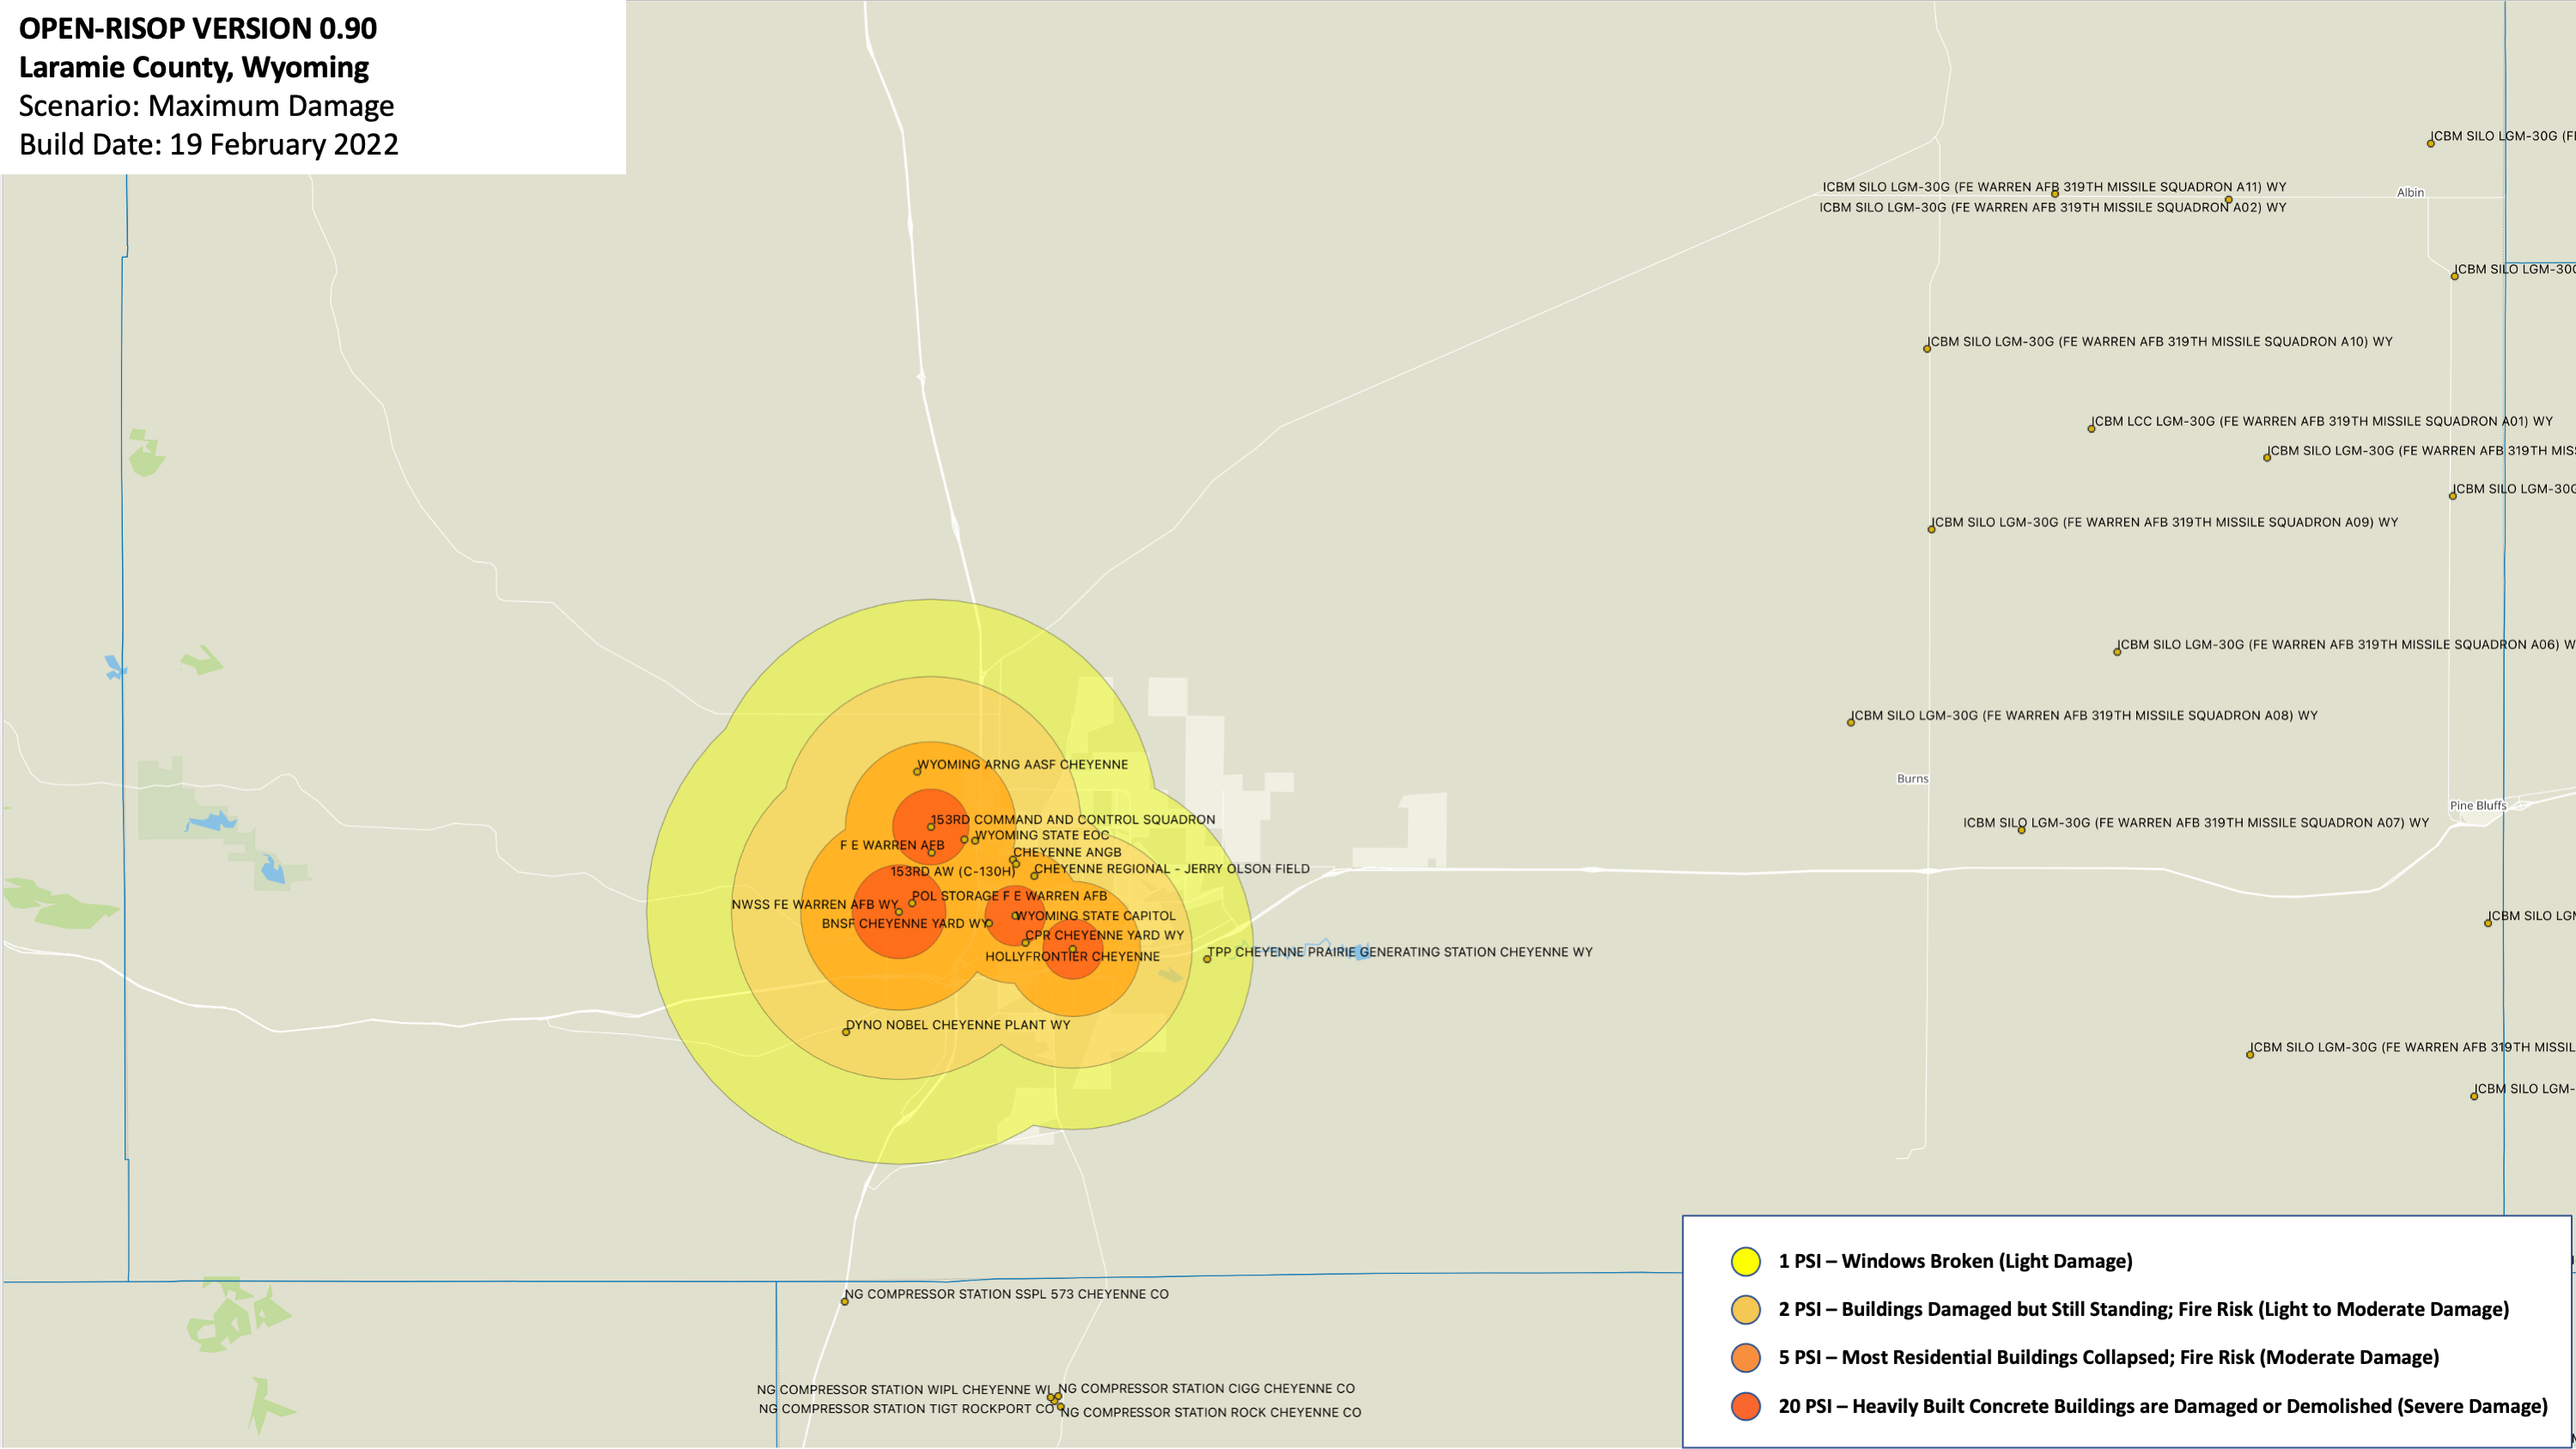 OPEN-RISOP VERSION 0.90
Laramie County, Wyoming
Scenario: Maximum Damage
Build Date: 19 February 2022
ICBM SILO LGM-30G (FE
ICBM SILO LGM-30G (FE WARREN AFB 319TH MISSILE SQUADRON A11) WY
Albin
ICBM SILO LGM-30G (FE WARREN AFB 319TH MISSILE SQUADRON A02) WY
ICBM SILO LGM-30G
ICBM SILO LGM-30G (FE WARREN AFB 319TH MISSILE SQUADRON A10) WY
ICBM LCC LGM-30G (FE WARREN AFB 319TH MISSILE SQUADRON A01) WY
ICBM SILO LGM-30G (FE WARREN AFB 319TH MISS
ICBM SILO LGM-30G
ICBM SILO LGM-30G (FE WARREN AFB 319TH MISSILE SQUADRON A09) WY
ICBM SILO LGM-30G (FE WARREN AFB 319TH MISSILE SQUADRON A06) W
ICBM SILO LGM-30G (FE WARREN AFB 319TH MISSILE SQUADRON A08) WY
WYOMING ARNG AASF CHEYENNE
Burns
Pine Bluffs
153RD COMMAND AND CONTROL SQUADRON
ICBM SILO LGM-30G (FE WARREN AFB 319TH MISSILE SQUADRON A07) WY
WYOMING STATE EOC
F E WARREN AFB
CHEYENNE ANGB
153RD AW (C-130H)
CHEYENNE REGIONAL - JERRY OLSON FIELD
POL STORAGE F E WARREN AFB
NWSS FE WARREN AFB WY
WYOMING STATE CAPITOL
ICBM SILO LGM
BNSF CHEYENNE YARD WY
CPR CHEYENNE YARD WY
HOLLYFRONTIER CHEYENNE
TPP CHEYENNE PRAIRIE GENERATING STATION CHEYENNE WY
DYNO NOBEL CHEYENNE PLANT WY
ICBM SILO LGM-30G (FE WARREN AFB 319TH MISSIL
ICBM SILO LGM-
1 PSI – Windows Broken (Light Damage)
NG COMPRESSOR STATION SSPL 573 CHEYENNE CO
2 PSI – Buildings Damaged but Still Standing; Fire Risk (Light to Moderate Damage)
5 PSI – Most Residential Buildings Collapsed; Fire Risk (Moderate Damage)
NG COMPRESSOR STATION WIPL CHEYENNE WI
NG COMPRESSOR STATION CIGG CHEYENNE CO
NG COMPRESSOR STATION TIGT ROCKPORT CO
NG COMPRESSOR STATION ROCK CHEYENNE CO
20 PSI – Heavily Built Concrete Buildings are Damaged or Demolished (Severe Damage)